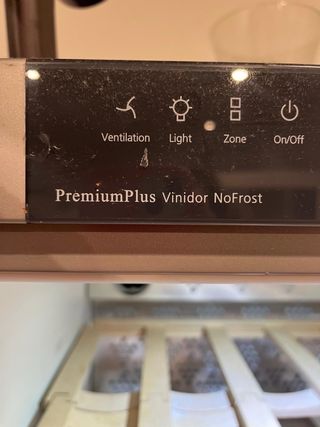 Ventilation Light Zone On/Off
PremiumPlus Vinidor NoFrost